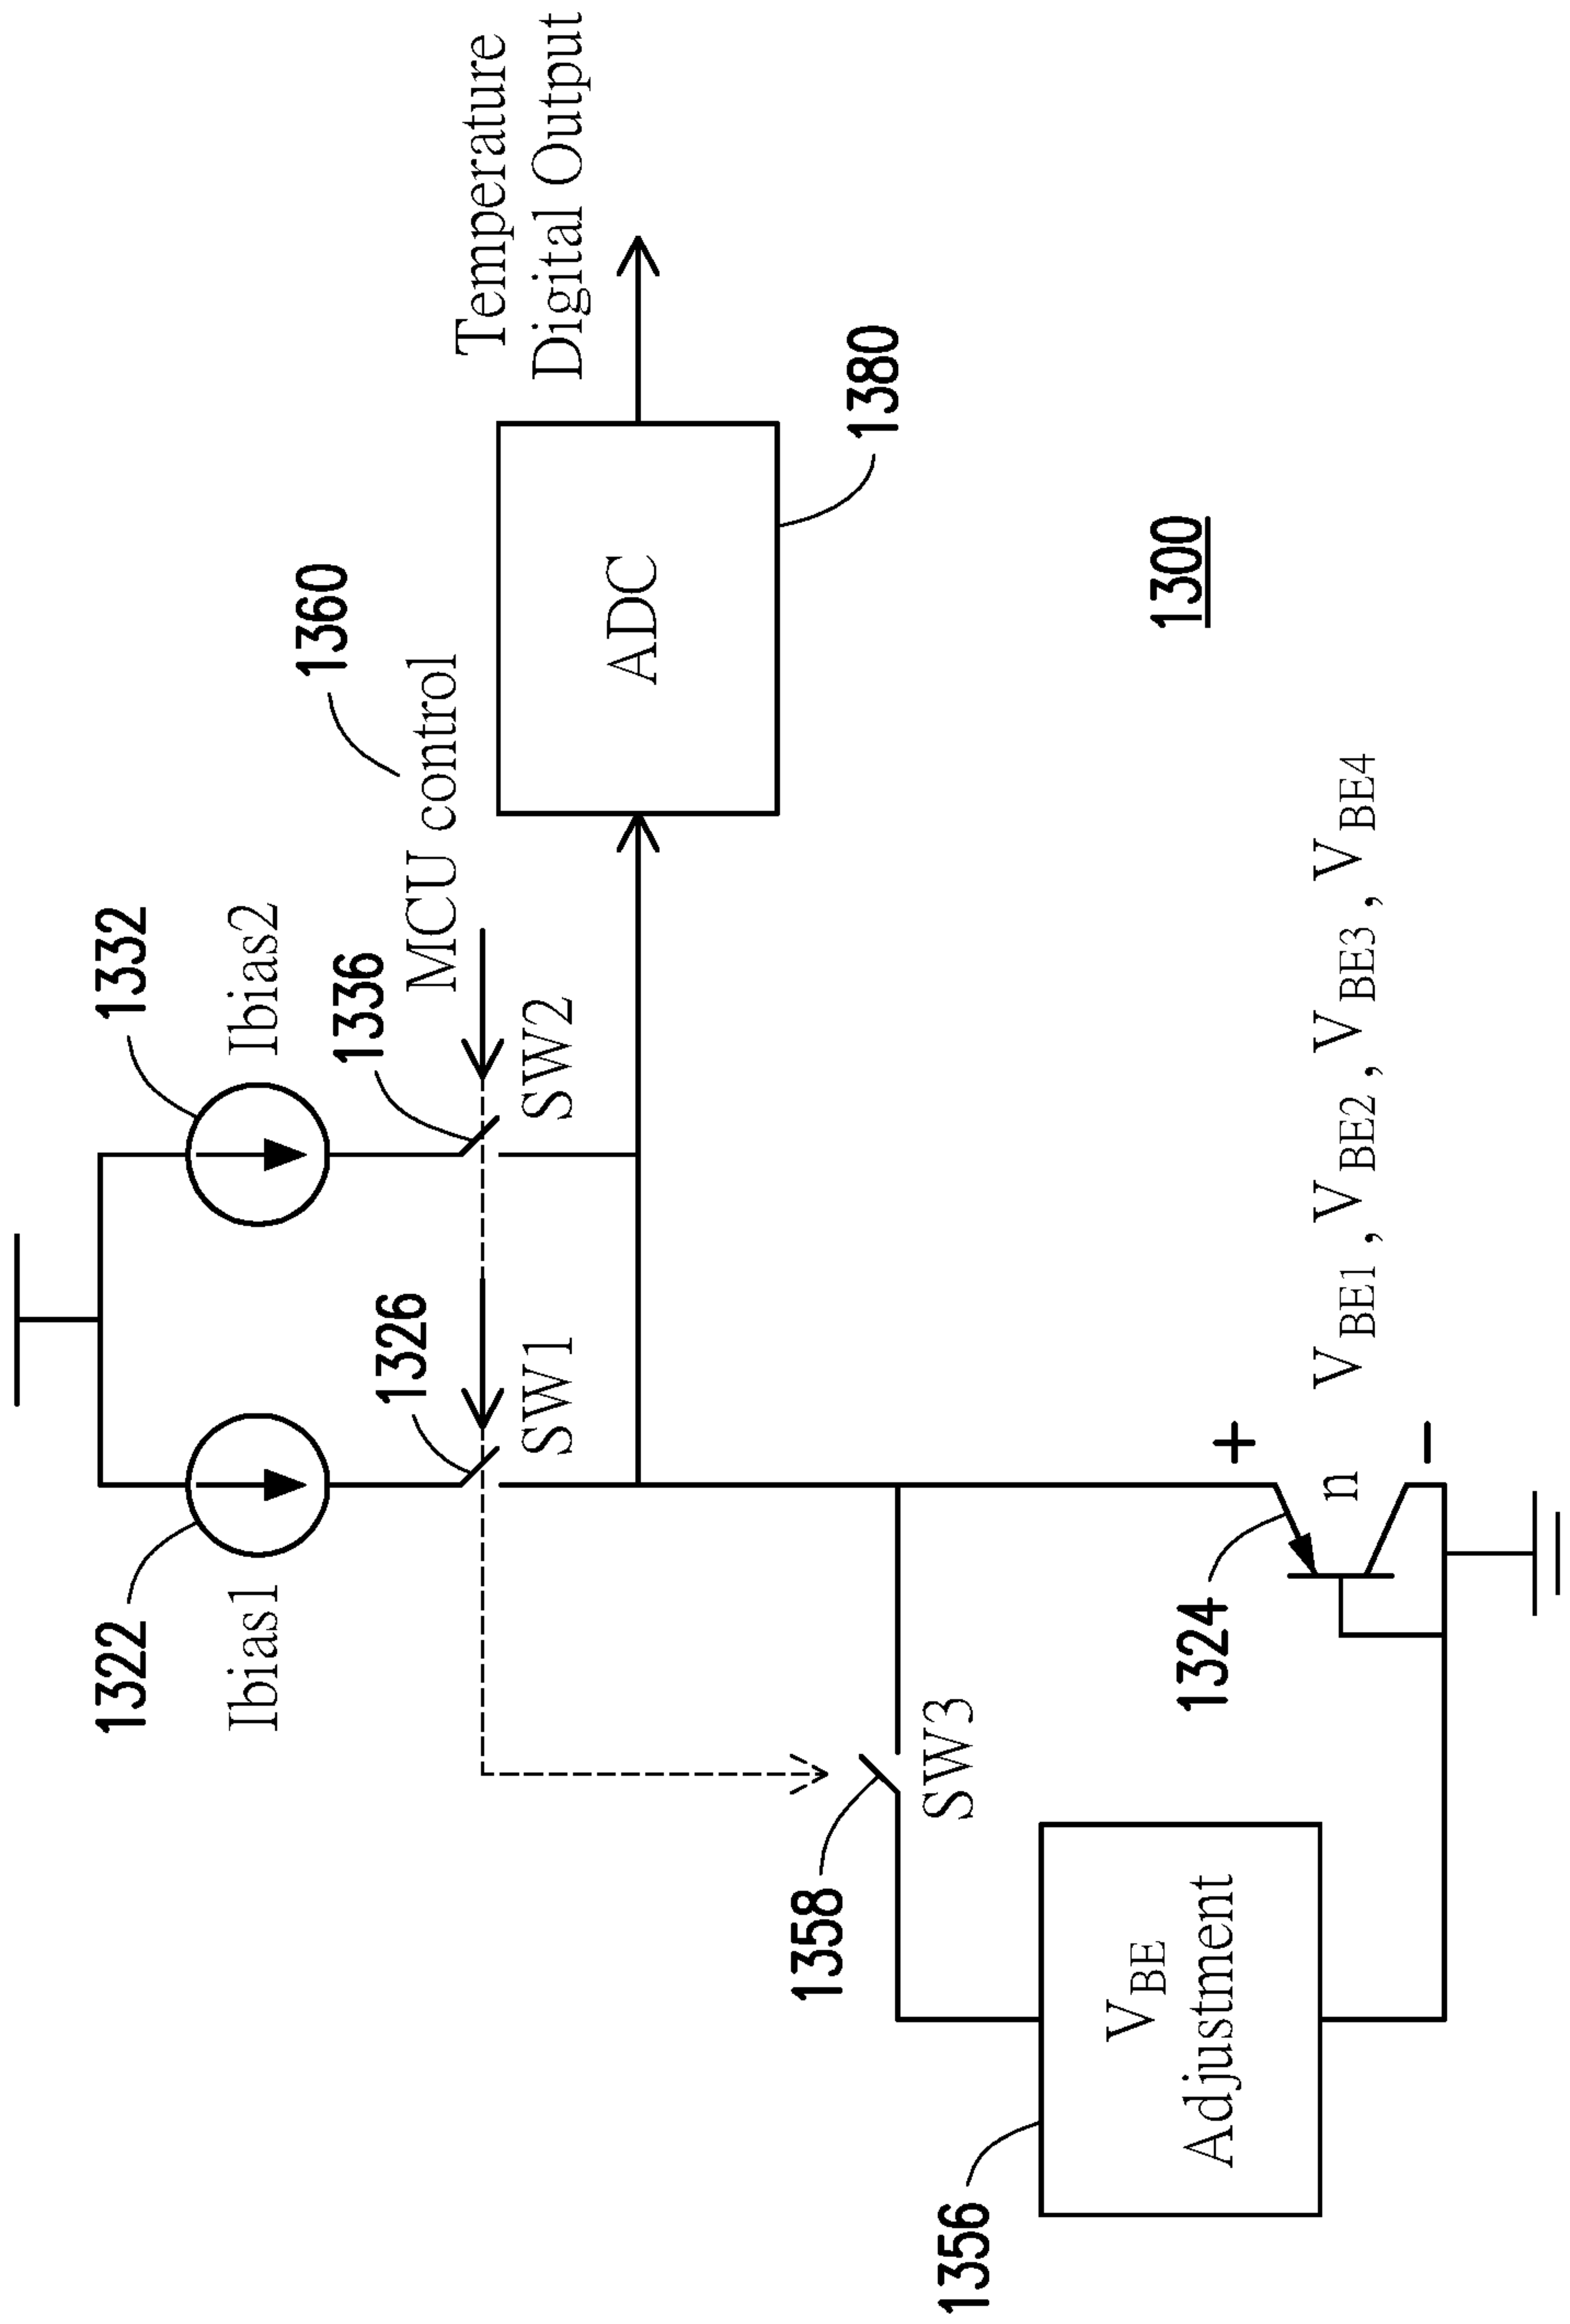 1322
Ibias1
1332
Ibias2
1326
SW1
1336
SW2
MCU control
1360
Temperature
Digital Output
ADC
1380
1358
SW3
1356
VBE
Adjustment
1324
n
+
−
VBE1 , VBE2 , VBE3 , VBE4
1300